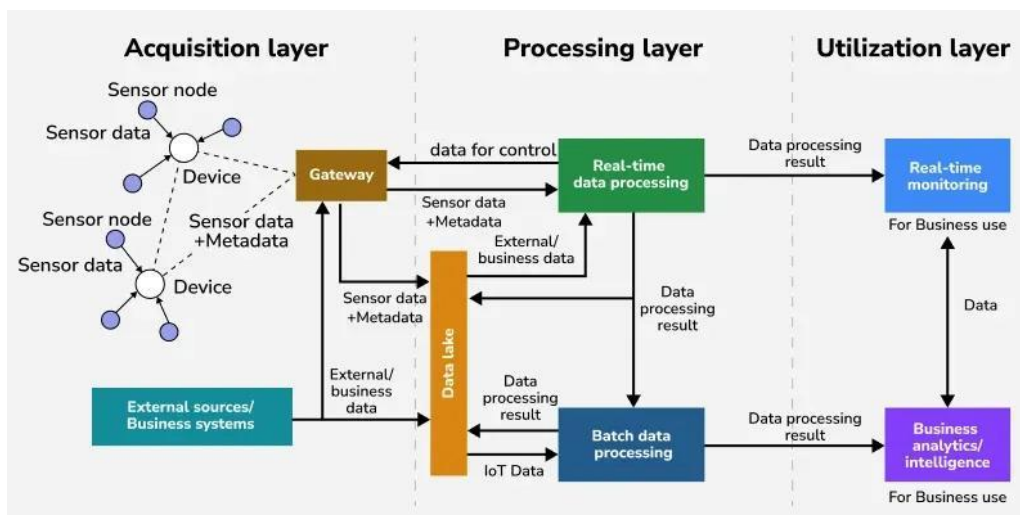 Acquisition layer
Processing layer
Utilization layer
Sensor node
Sensor data
Device
Sensor node
Sensor data
+Metadata
Sensor data
Device
Gateway
data for control
Sensor data
+Metadata
Real-time
data processing
Data processing
result
Real-time
monitoring
For Business use
External/
business data
Sensor data
+Metadata
Data lake
Data
processing
result
Data
External/
business
data
External sources/
Business systems
Data
processing
result
IoT Data
Batch data
processing
Data processing
result
Business
analytics/
intelligence
For Business use